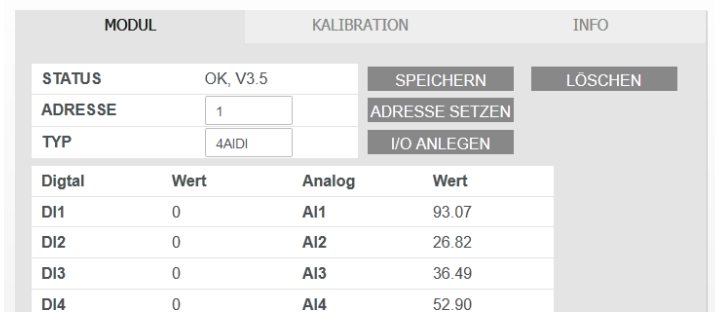 MODUL KALIBRATION INFO
STATUS OK, V3.5 SPEICHERN LÖSCHEN
ADRESSE 1 ADRESSE SETZEN
TYP 4AIDI I/O ANLEGEN
Digtal Wert Analog Wert
DI1 0 AI1 93.07
DI2 0 AI2 26.82
DI3 0 AI3 36.49
DI4 0 AI4 52.90